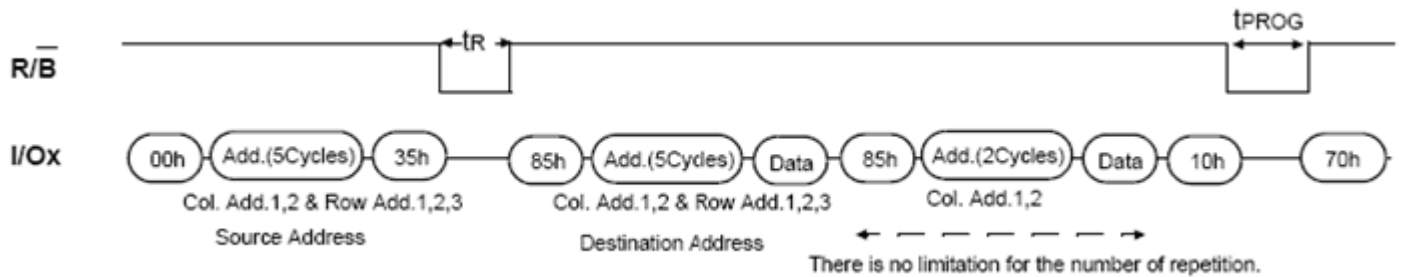 tR
tPROG
R/B
I/Ox
00h Add.(5Cycles) 35h 85h Add.(5Cycles) Data 85h Add.(2Cycles) Data 10h 70h
Col. Add.1,2 & Row Add.1,2,3 Col. Add.1,2 & Row Add.1,2,3 Col. Add.1,2
Source Address Destination Address
There is no limitation for the number of repetition.